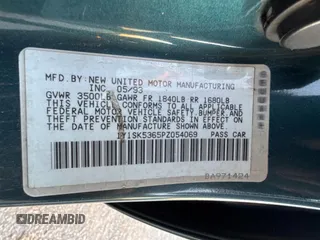 MFD BY:NEW UNITED MOTOR MANUFACTURING
INC. 05/93
GVWR 3500LB GAWR FR 1840LB RR 1680LB
THIS VEHICLE CONFORMS TO ALL APPLICABLE
FEDERAL MOTOR VEHICLE SAFETY, BUMPER,
AND THEFT PREVENTION STANDARDS IN EFFECT ON
THE DATE OF MANUFACTURE SHOWN ABOVE.
1Y1SK5365PZ054069 PASS CAR
BA971424
DREAMBID